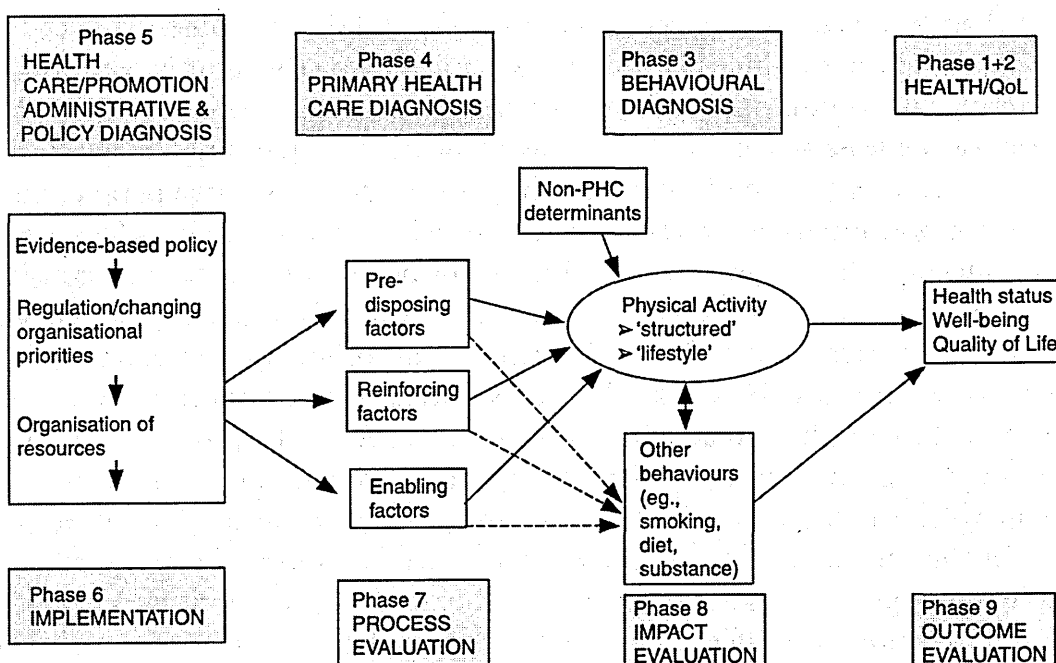 Phase 5
HEALTH
CARE/PROMOTION
ADMINISTRATIVE &
POLICY DIAGNOSIS
Phase 4
PRIMARY HEALTH
CARE DIAGNOSIS
Phase 3
BEHAVIOURAL
DIAGNOSIS
Phase 1+2
HEALTH/QoL
Non-PHC
determinants
Evidence-based policy
Regulation/changing
organisational
priorities
Organisation of
resources
Pre-
disposing
factors
Reinforcing
factors
Enabling
factors
Physical Activity
➢ 'structured'
➢ 'lifestyle'
Other
behaviours
(eg.,
smoking,
diet,
substance)
Health status
Well-being
Quality of Life
Phase 6
IMPLEMENTATION
Phase 7
PROCESS
EVALUATION
Phase 8
IMPACT
EVALUATION
Phase 9
OUTCOME
EVALUATION